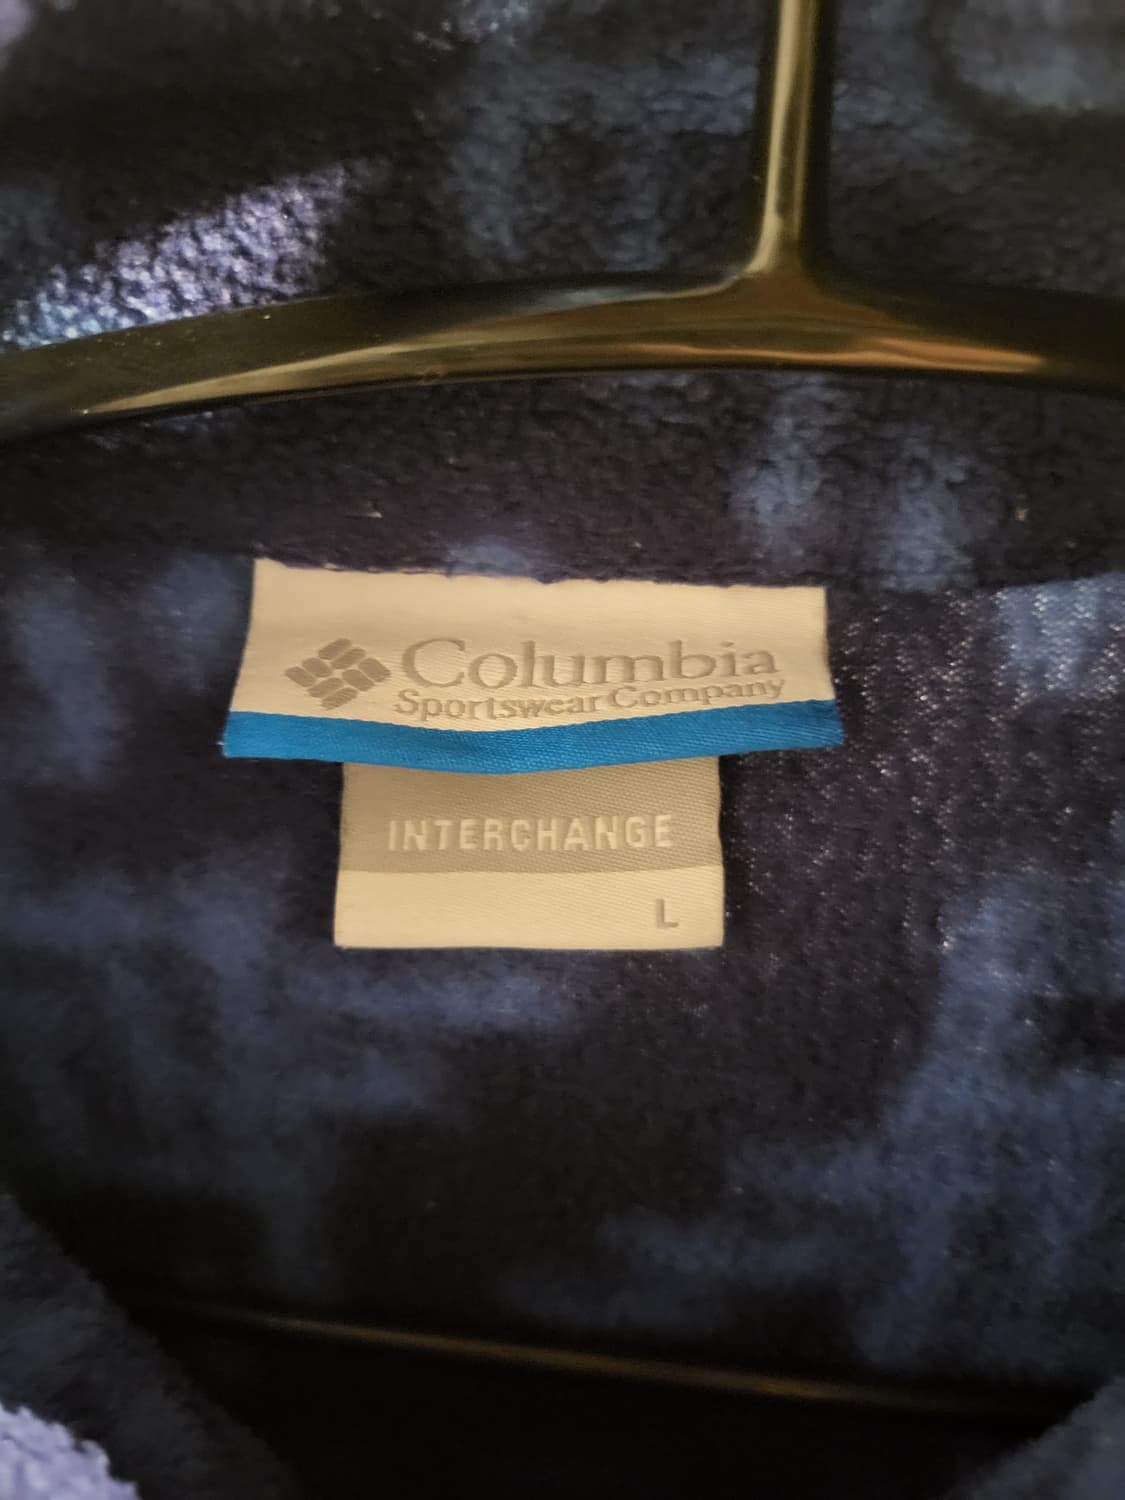 Columbia
Sportswear Company
INTERCHANGE
L